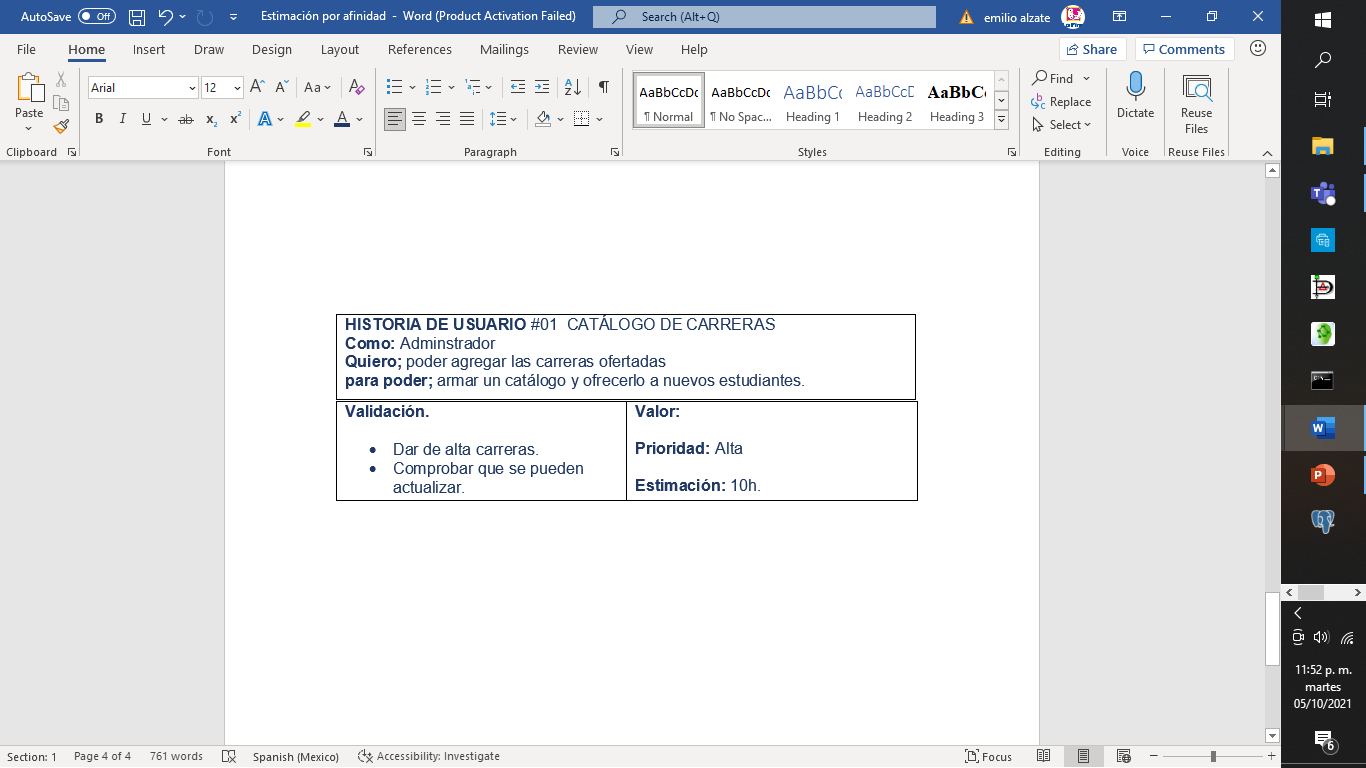 AutoSave Off Estimación por afinidad - Word (Product Activation Failed) Search (Alt+Q) emilio alzate
File Home Insert Draw Design Layout References Mailings Review View Help Share Comments
Paste
Clipboard
Arial 12
Font
Paragraph
AaBbCcDc AaBbCcDc AaBbCc AaBbCcD AaBbCc
¶ Normal ¶ No Spac... Heading 1 Heading 2 Heading 3
Styles
Find
Replace
Select
Editing
Dictate
Voice
Reuse
Files
Reuse Files
HISTORIA DE USUARIO #01 CATÁLOGO DE CARRERAS
Como: Adminstrador
Quiero; poder agregar las carreras ofertadas
para poder; armar un catálogo y ofrecerlo a nuevos estudiantes.
Validación.
• Dar de alta carreras.
• Comprobar que se pueden
actualizar.
Valor:
Prioridad: Alta
Estimación: 10h.
Section: 1 Page 4 of 4 761 words Spanish (Mexico) Accessibility: Investigate Focus
11:52 p. m.
martes
05/10/2021
6